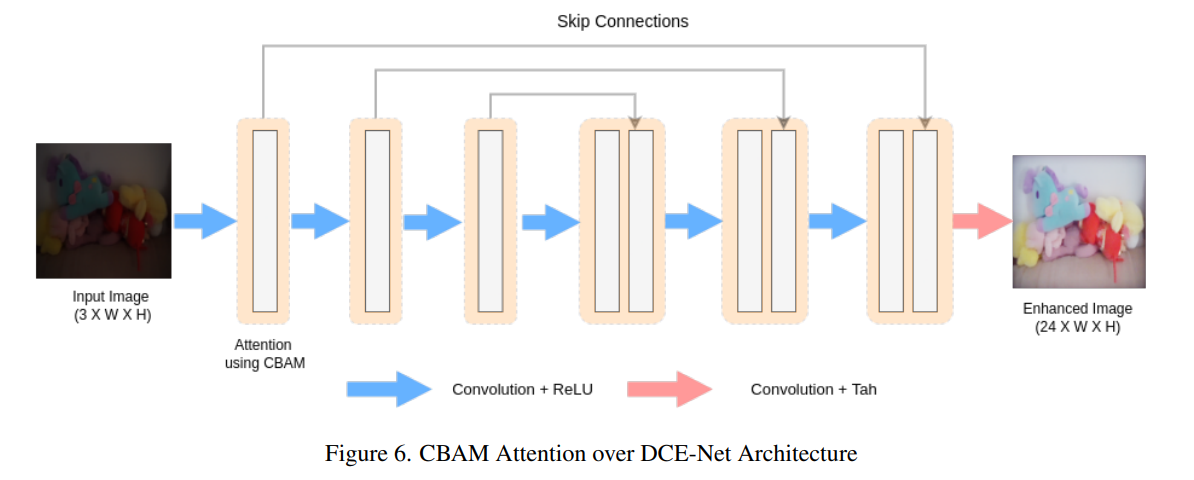 Skip Connections
Input Image
(3 X W X H)
Attention
using CBAM
Enhanced Image
(24 X W X H)
Convolution + ReLU
Convolution + Tah
Figure 6. CBAM Attention over DCE-Net Architecture